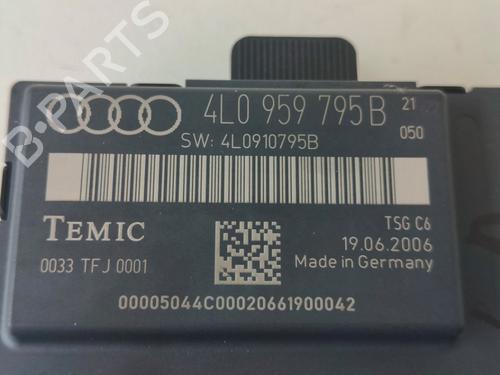 4L0 959 795 B 21
050
SW: 4L0910795B
TEMIC
TSG C6
19.06.2006
0033 TFJ 0001
Made in Germany
00005044C00020661900042
B-PARTS